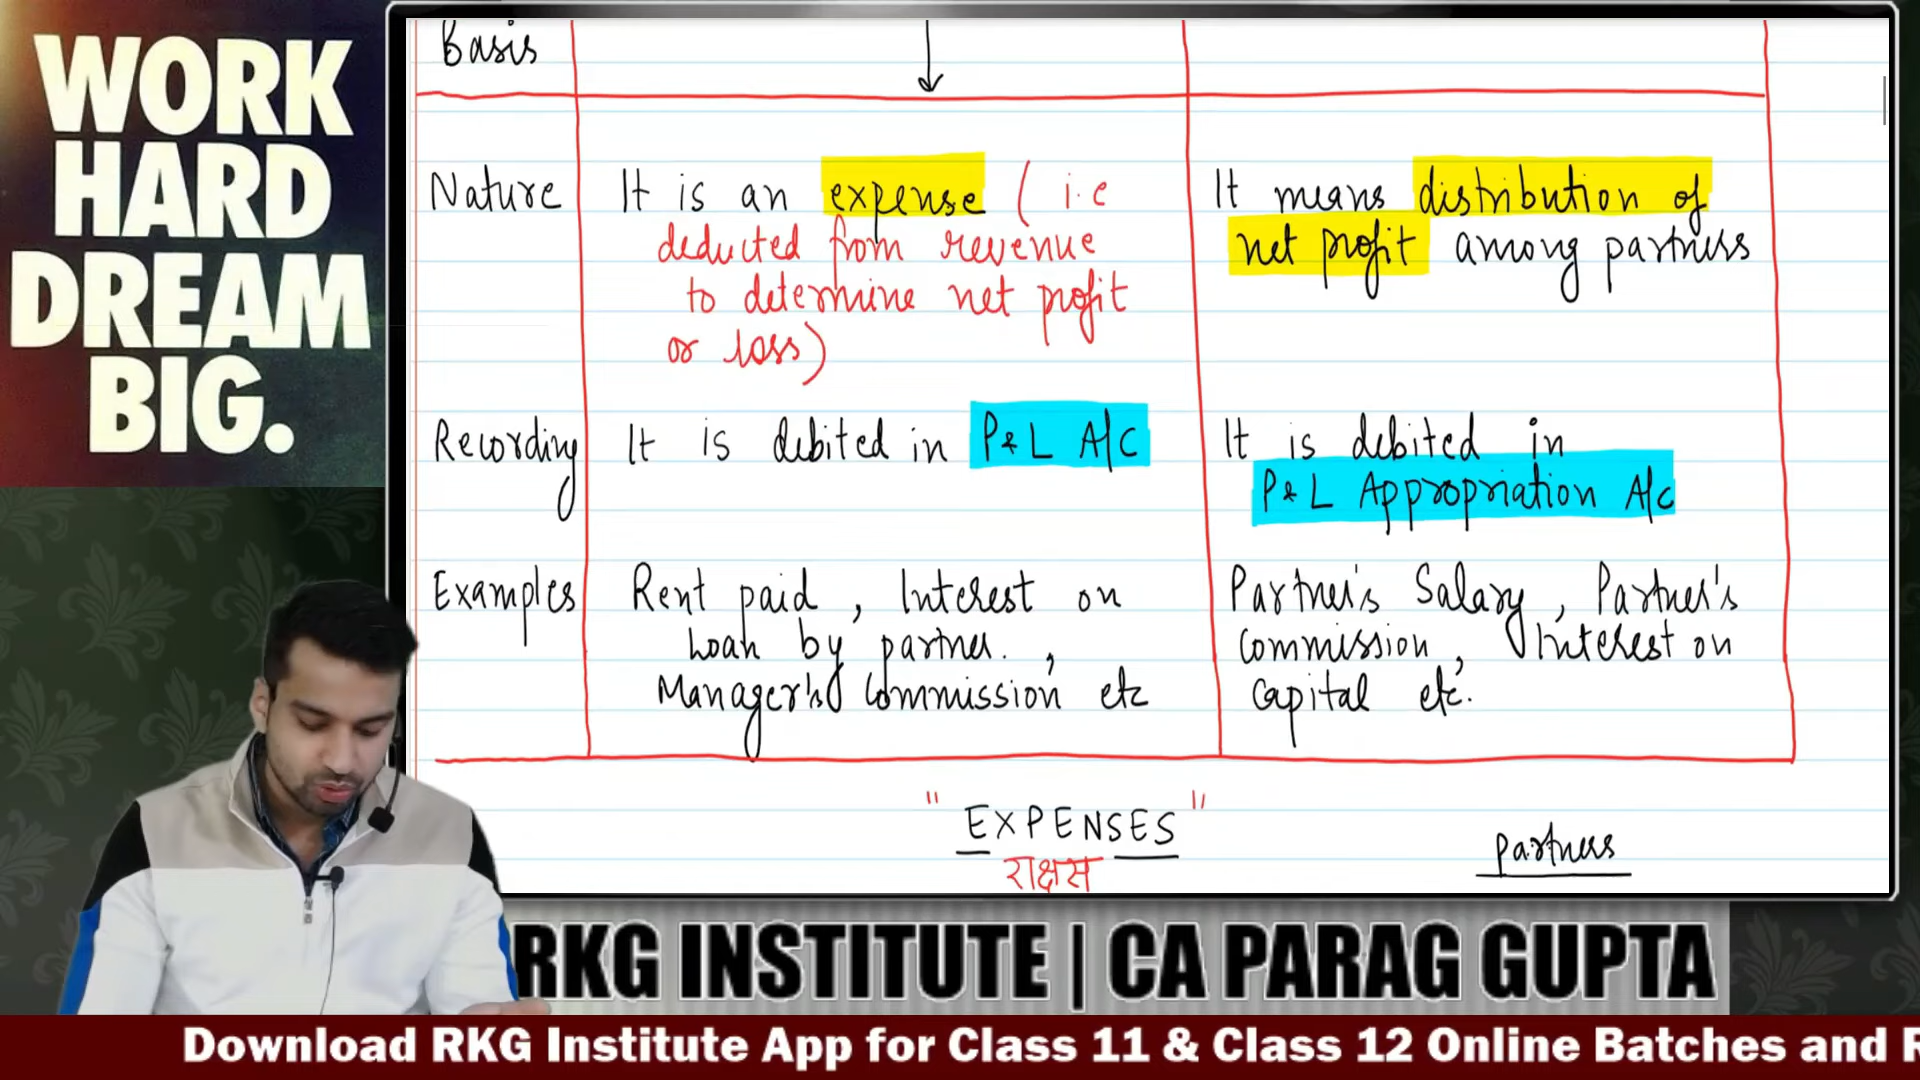 WORK
HARD
DREAM
BIG.
Basis
Nature
It is an expense (i.e
deducted from revenue
to determine net profit
or loss)
It means distribution of
net profit among partners
Recording
It is debited in P&L A/C
It is debited in
P&L Appropriation A/c
Examples
Rent paid, Interest on
Loan by partner.,
Manager's Commission etc
Partner's Salary, Partner's
Commission, Interest on
Capital etc.
"EXPENSES"
राक्षस
partners
RKG INSTITUTE | CA PARAG GUPTA
Download RKG Institute App for Class 11 & Class 12 Online Batches and R